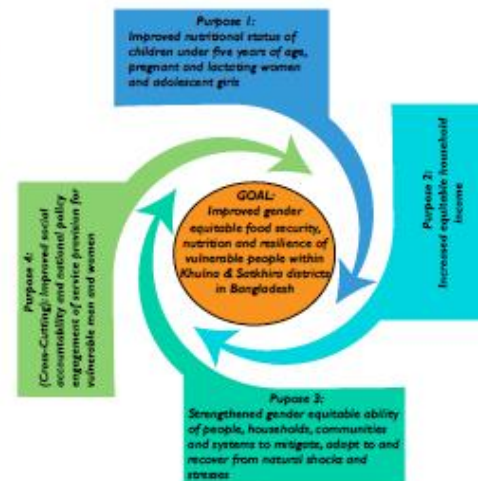 Purpose 1:
Improved nutritional status of
children under five years of age,
pregnant and lactating women
and adolescent girls
Purpose 2:
Increased equitable household
income
GOAL:
Improved gender
equitable food security,
nutrition and resilience of
vulnerable people within
Khulna & Satkhira districts
in Bangladesh
Pupose 3:
Strengthened gender equitable ability
of people, households, communities
and systems to mitigate, adapt to and
recover from natural shocks and
stresses
Purpose 4:
(Cross-Cutting): Improved social
accountability and national policy
engagement of service provision for
vulnerable men and women